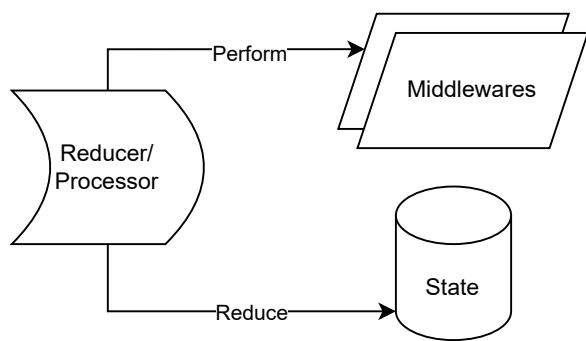 Perform
Middlewares
Reducer/
Processor
State
Reduce